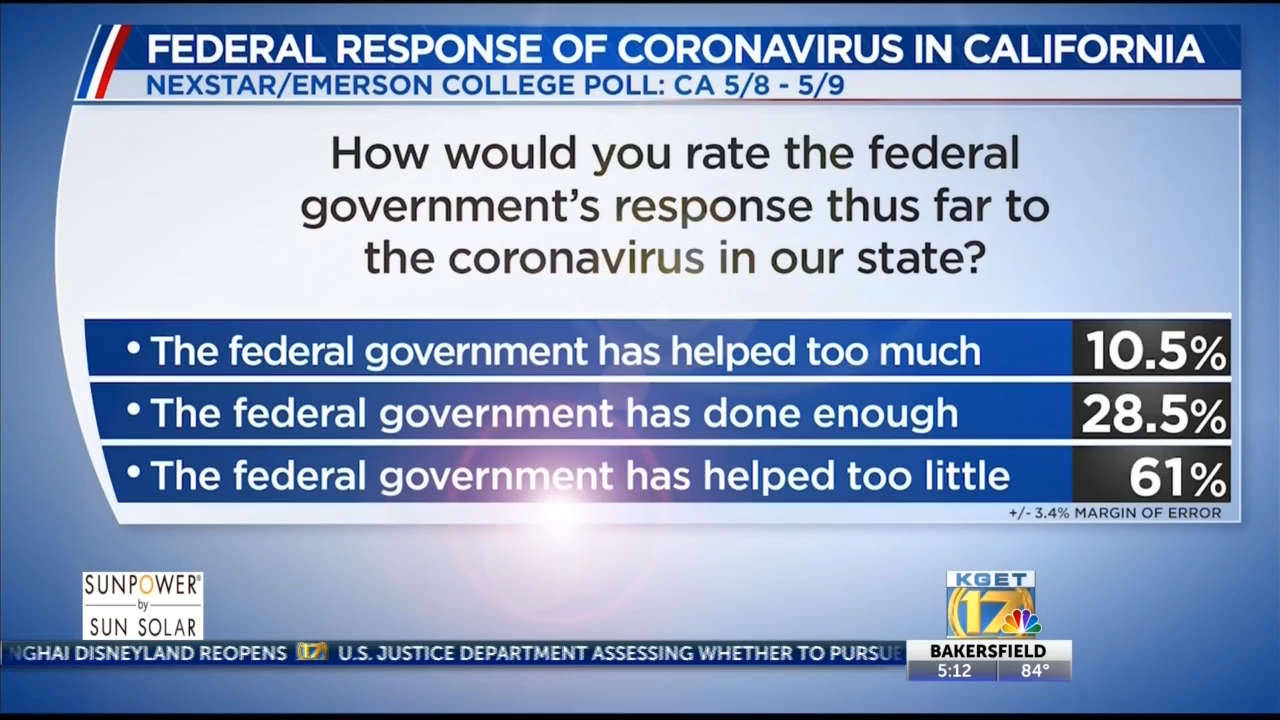 FEDERAL RESPONSE OF CORONAVIRUS IN CALIFORNIA
NEXSTAR/EMERSON COLLEGE POLL: CA 5/8 - 5/9
How would you rate the federal
government's response thus far to
the coronavirus in our state?
• The federal government has helped too much 10.5%
• The federal government has done enough 28.5%
• The federal government has helped too little 61%
+/- 3.4% MARGIN OF ERROR
SUNPOWER®
by
SUN SOLAR
KGET
17
NGHAI DISNEYLAND REOPENS 17 U.S. JUSTICE DEPARTMENT ASSESSING WHETHER TO PURSUE
BAKERSFIELD
5:12 84°